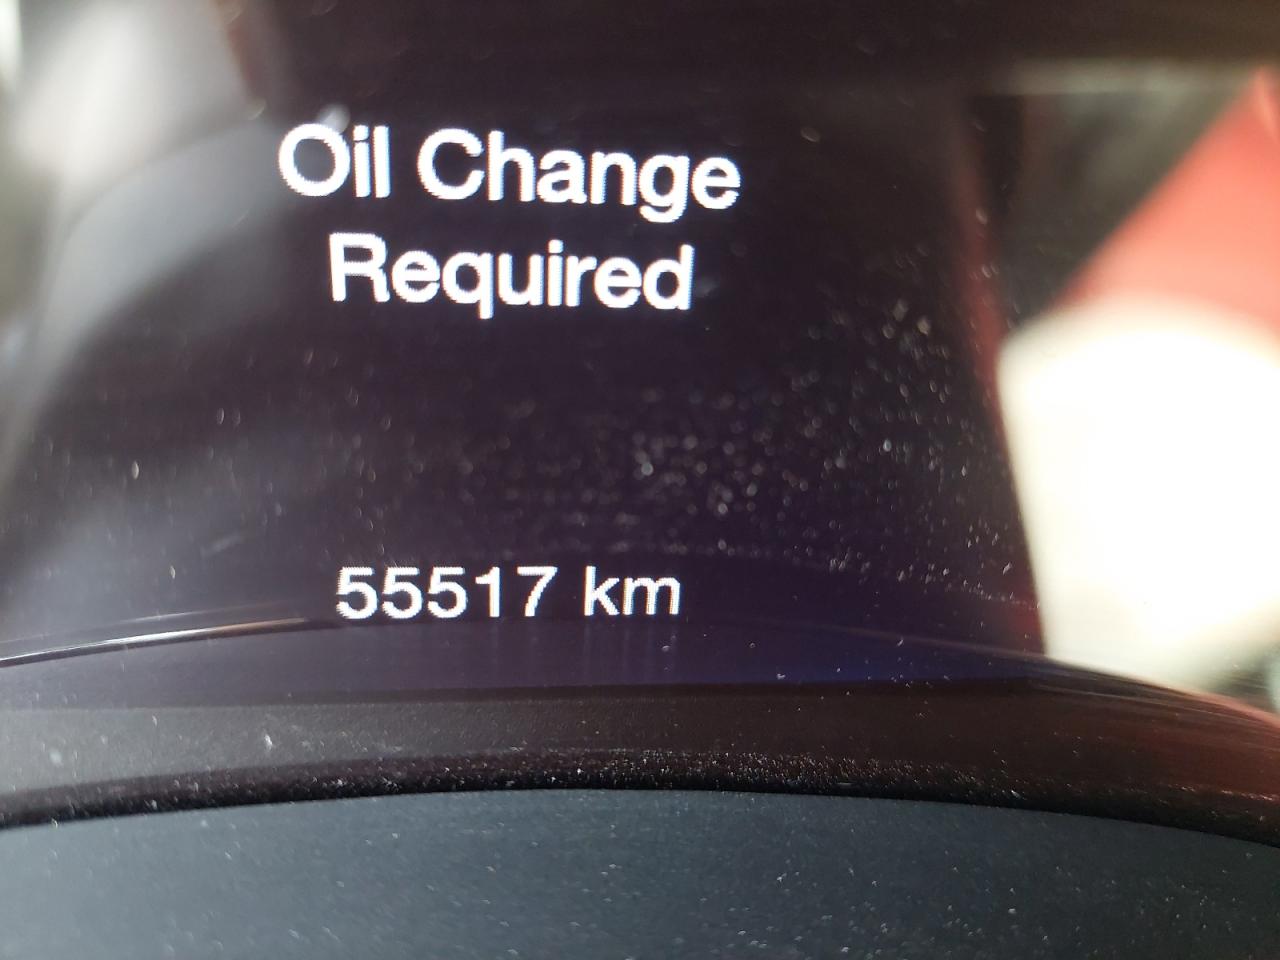 Oil Change
Required
55517 km